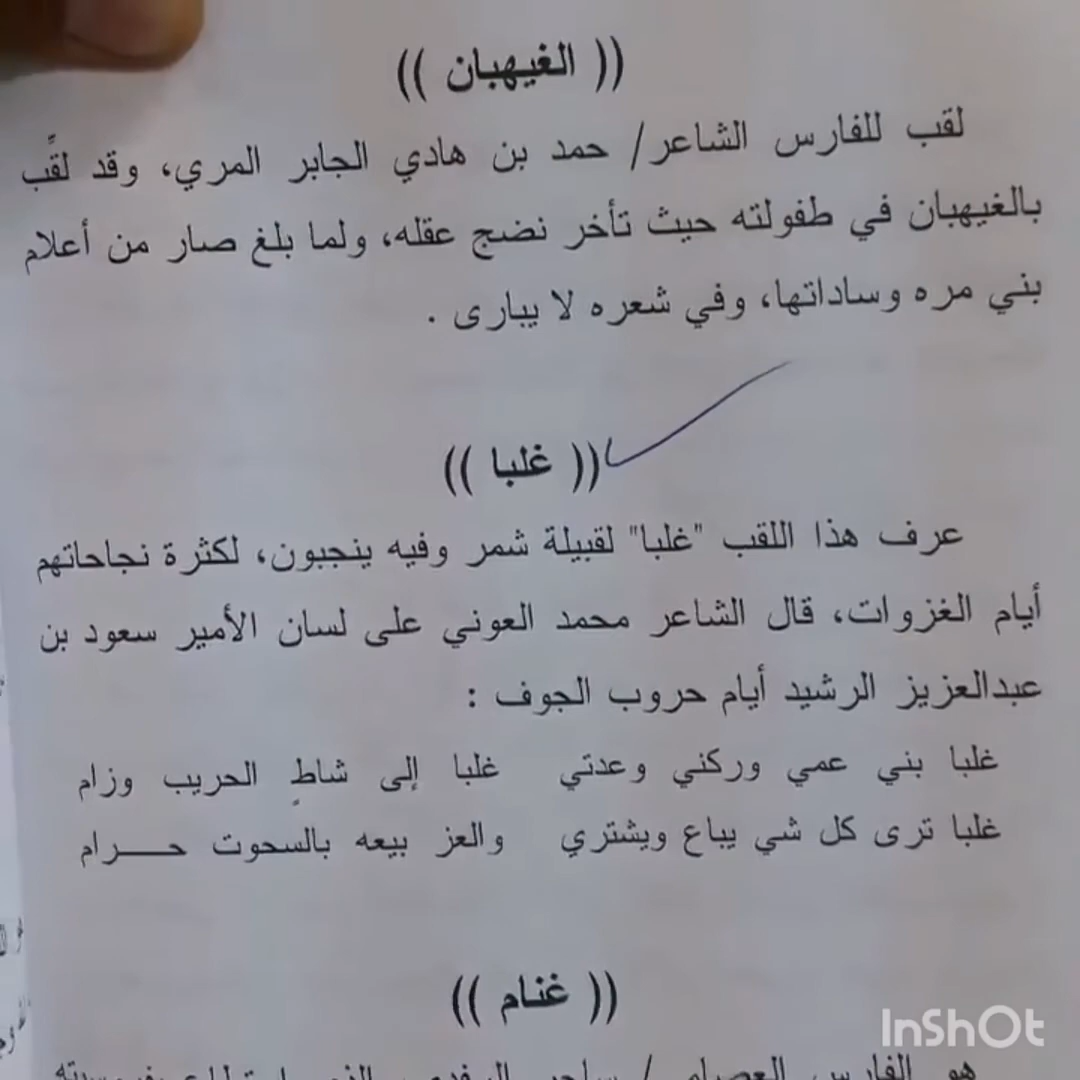 (( الغيهبان ))
لقب للفارس الشاعر/ حمد بن هادي الجابر المري، وقد لقًب
بالغيهبان في طفولته حيث تأخر نضج عقله، ولما بلغ صار من أعلام
بني مره وساداتها، وفي شعره لا يبارى .
(( غلبا ))
عرف هذا اللقب "غلبا" لقبيلة شمر وفيه ينجبون، لكثرة نجاحاتهم
أيام الغزوات، قال الشاعر محمد العوني على لسان الأمير سعود بن
عبدالعزيز الرشيد أيام حروب الجوف :
غلبا بني عمي وركني وعدتي غلبا إلى شاطٍ الحريب وزام
غلبا ترى كل شي يباع ويشتري والعز بيعه بالسحوت حـــرام
(( غنام ))
هو الفارس
InShOt